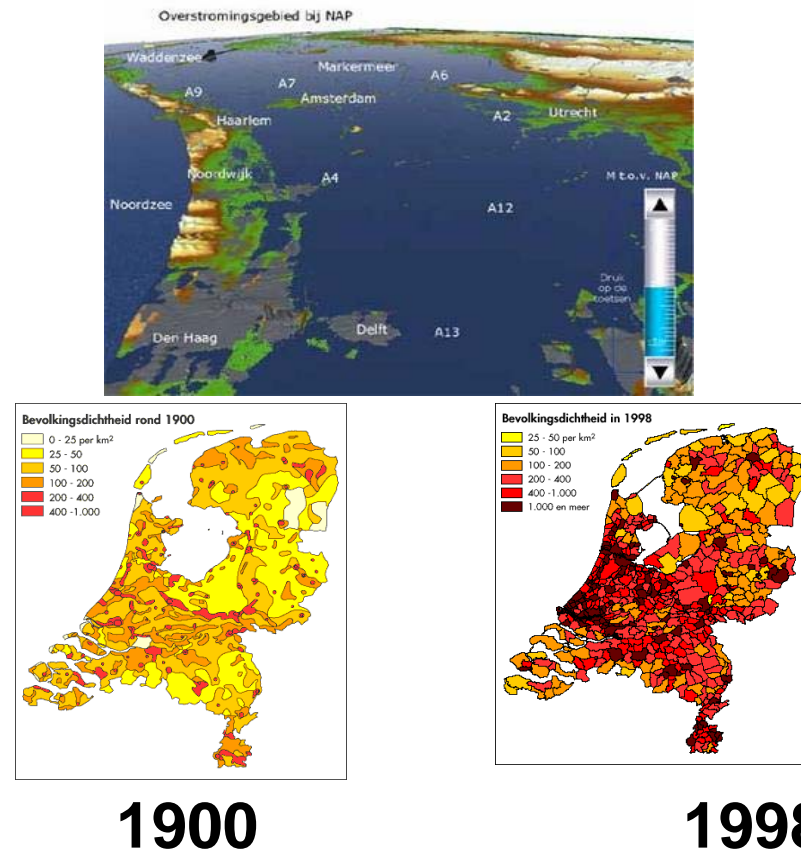 Overstromingsgebied bij NAP
Waddenzee
Markermeer
A6
A7
A9
Amsterdam
A2
Utrecht
Haarlem
Noordwijk
A4
M t.o.v. NAP
Noordzee
A12
Druk
op de
toetsen
Den Haag
Delft
A13
Bevolkingsdichtheid rond 1900
0 - 25 per km²
25 - 50
50 - 100
100 - 200
200 - 400
400 -1.000
Bevolkingsdichtheid in 1998
25 - 50 per km²
50 - 100
100 - 200
200 - 400
400 -1.000
1.000 en meer
1900
1998